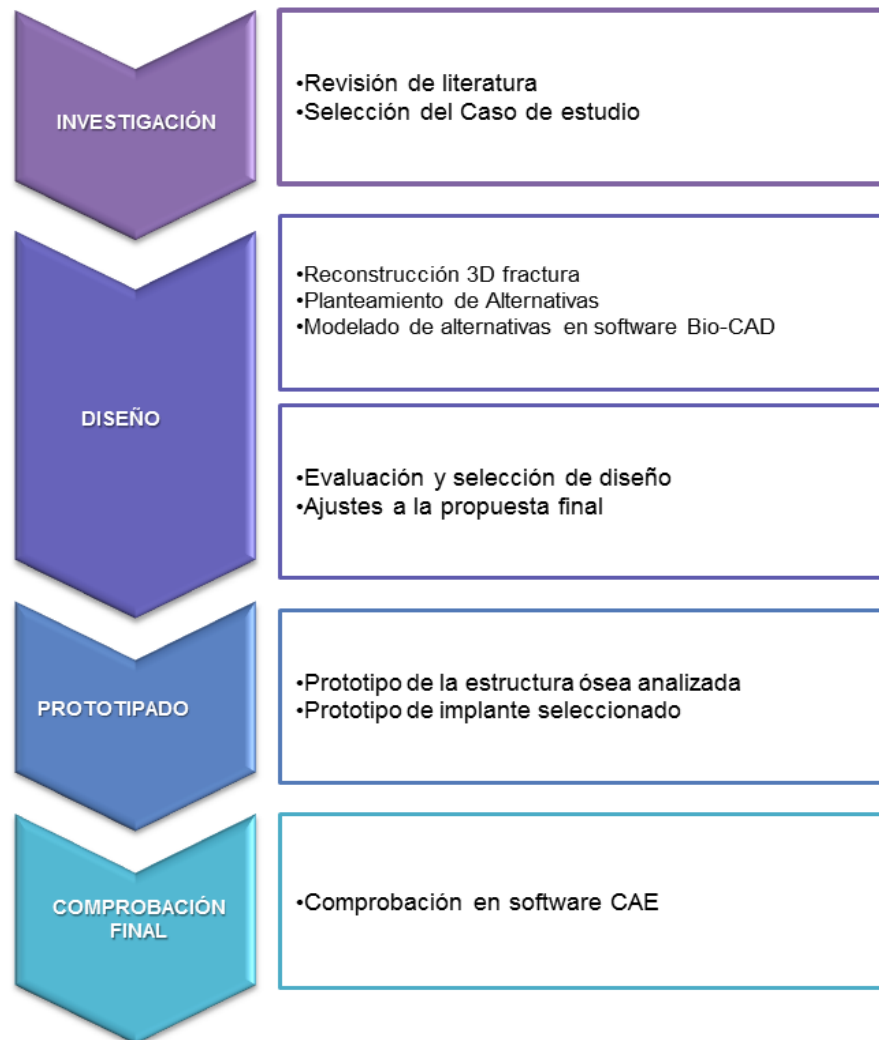 INVESTIGACIÓN
•Revisión de literatura
•Selección del Caso de estudio
DISEÑO
•Reconstrucción 3D fractura
•Planteamiento de Alternativas
•Modelado de alternativas en software Bio-CAD
•Evaluación y selección de diseño
•Ajustes a la propuesta final
PROTOTIPADO
•Prototipo de la estructura ósea analizada
•Prototipo de implante seleccionado
COMPROBACIÓN
FINAL
•Comprobación en software CAE